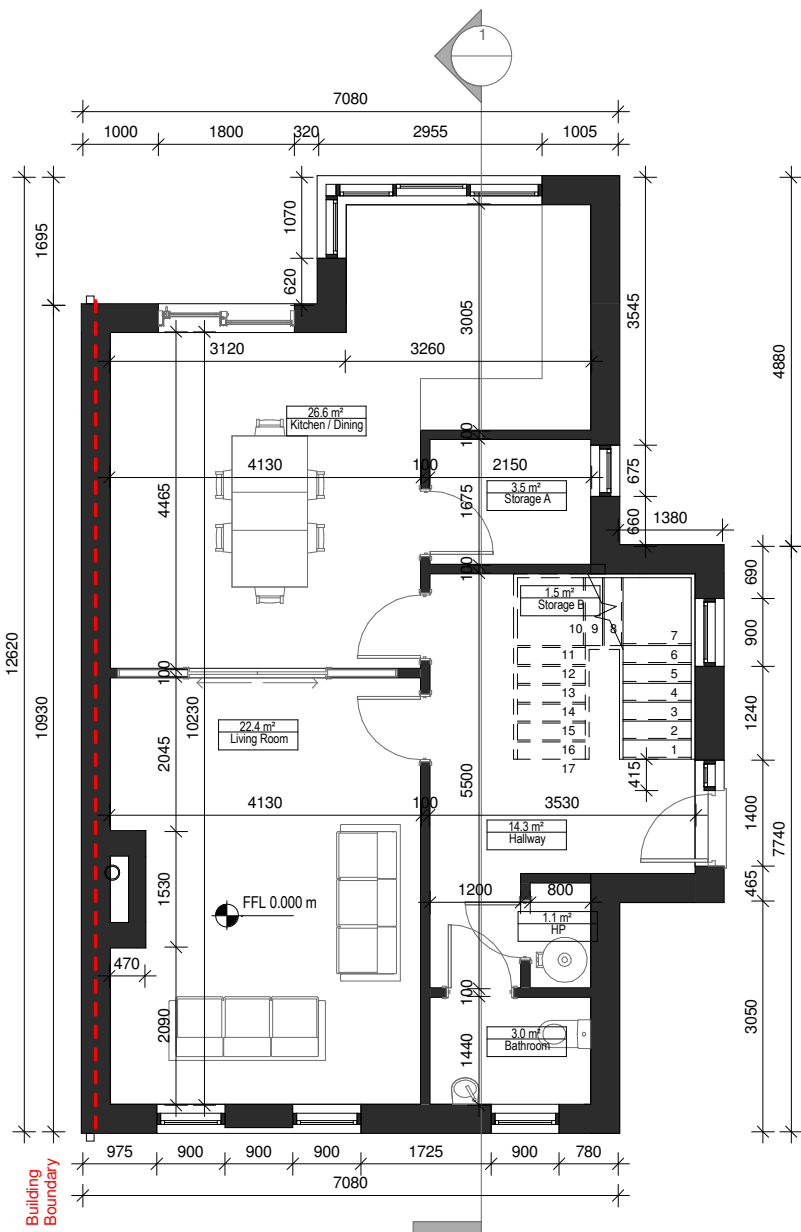 1
7080
1000 1800 320 2955 1005
1695
1070
620
3005
3545
4880
3120 3260
26.6 m²
Kitchen / Dining
4130 100 2150
100
3.5 m²
Storage A
4465
1675
675
660
1380
100
690
1.5 m²
Storage B
10 9 8
7
11 6
12 5
13 4
14 3
15 2
16 1
17
900
1240
12620
10930
100
10230
22.4 m²
Living Room
2045
5500
415
4130 100 3530
14.3 m²
Hallway
1400
7740
465
1530
1200 800
FFL 0.000 m
1.1 m²
HP
470
100
2090
1440
3.0 m²
Bathroom
3050
975 900 900 900 1725 900 780
7080
Building
Boundary